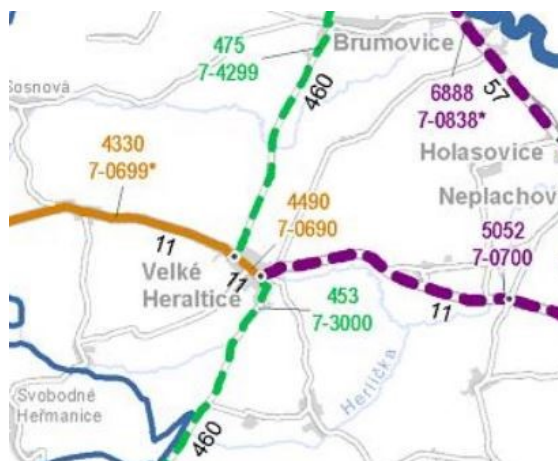 475
7-4299
Brumovice
460
6888
7-0838*
57
Sosnová
4330
7-0699*
Holasovice
4490
7-0690
Neplachov
5052
7-0700
11
Velké
Heraltice
11
453
7-3000
11
Herlička
Svobodné
Heřmanice
460